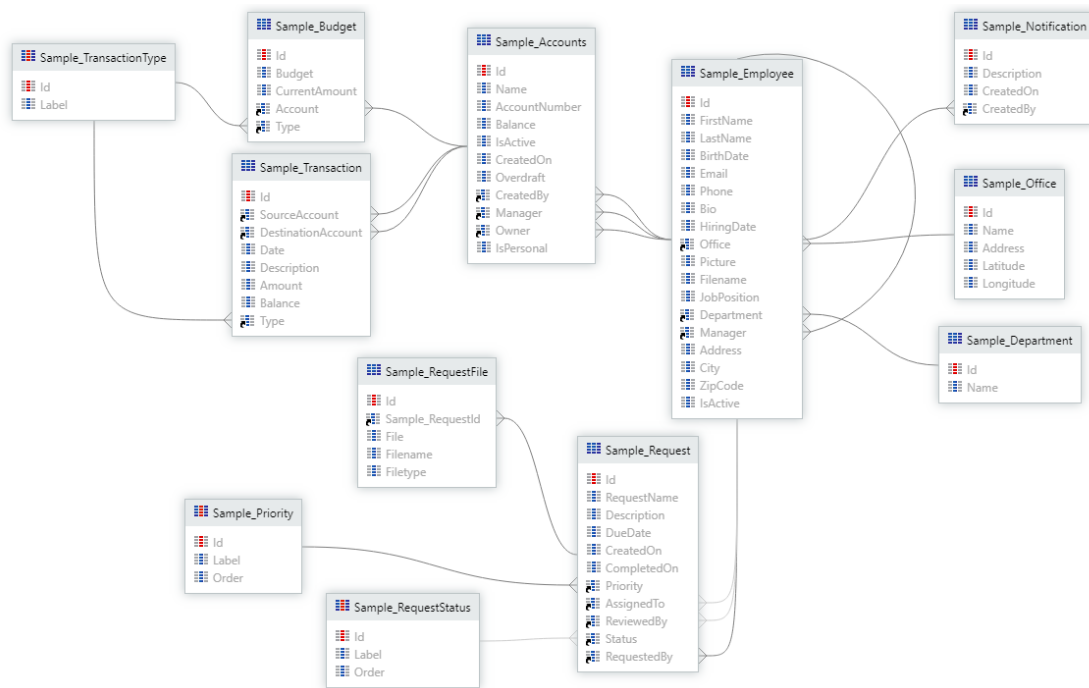 Sample_TransactionType
Id
Label
Sample_Budget
Id
Budget
CurrentAmount
Account
Type
Sample_Transaction
Id
SourceAccount
DestinationAccount
Date
Description
Amount
Balance
Type
Sample_Accounts
Id
Name
AccountNumber
Balance
IsActive
CreatedOn
Overdraft
CreatedBy
Manager
Owner
IsPersonal
Sample_Employee
Id
FirstName
LastName
BirthDate
Email
Phone
Bio
HiringDate
Office
Picture
Filename
JobPosition
Department
Manager
Address
City
ZipCode
IsActive
Sample_Notification
Id
Description
CreatedOn
CreatedBy
Sample_Office
Id
Name
Address
Latitude
Longitude
Sample_Department
Id
Name
Sample_RequestFile
Id
Sample_RequestId
File
Filename
Filetype
Sample_Request
Id
RequestName
Description
DueDate
CreatedOn
CompletedOn
Priority
AssignedTo
ReviewedBy
Status
RequestedBy
Sample_Priority
Id
Label
Order
Sample_RequestStatus
Id
Label
Order